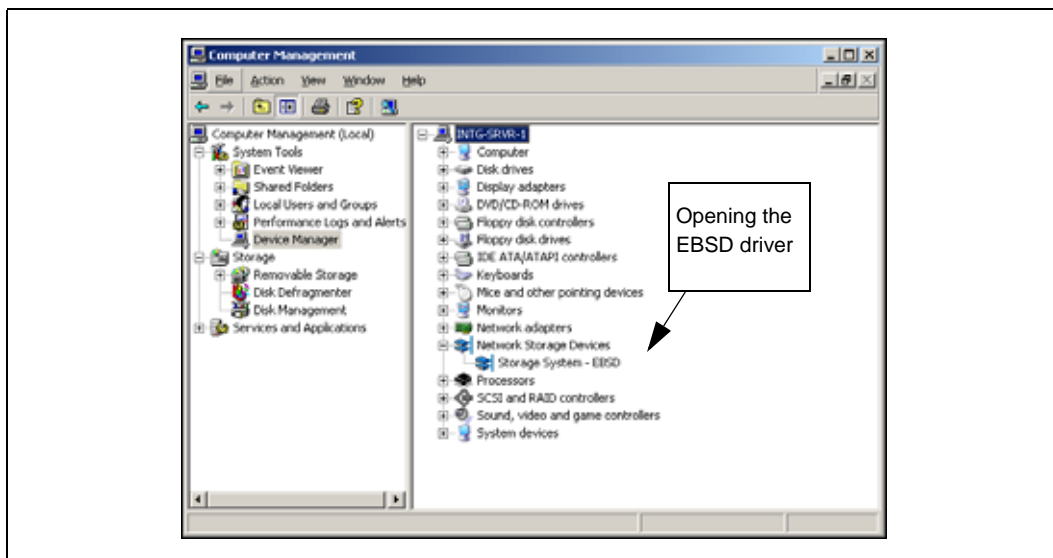 Computer Management
File Action View Window Help
Computer Management (Local)
System Tools
Event Viewer
Shared Folders
Local Users and Groups
Performance Logs and Alerts
Device Manager
Storage
Removable Storage
Disk Defragmenter
Disk Management
Services and Applications
INTG-SRVR-1
Computer
Disk drives
Display adapters
DVD/CD-ROM drives
Floppy disk controllers
Floppy disk drives
IDE ATA/ATAPI controllers
Keyboards
Mice and other pointing devices
Monitors
Network adapters
Network Storage Devices
Storage System - EBSD
Processors
SCSI and RAID controllers
Sound, video and game controllers
System devices
Opening the
EBSD driver